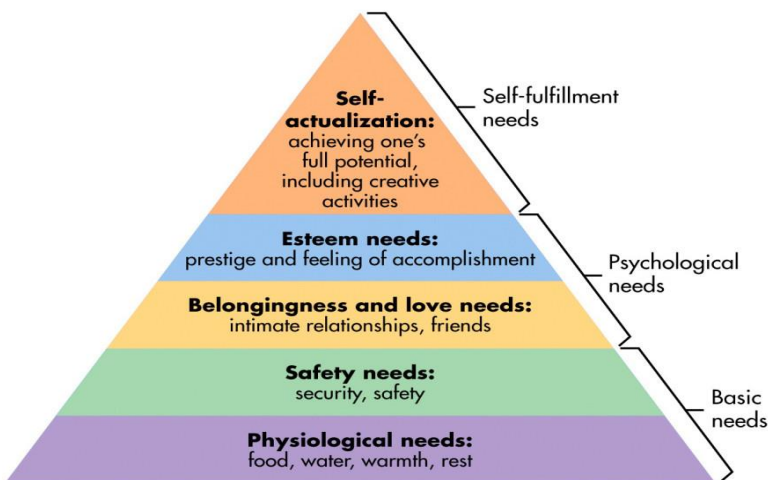 Self-
actualization:
achieving one's
full potential,
including creative
activities
Self-fulfillment
needs
Esteem needs:
prestige and feeling of accomplishment
Psychological
needs
Belongingness and love needs:
intimate relationships, friends
Safety needs:
security, safety
Basic
needs
Physiological needs:
food, water, warmth, rest